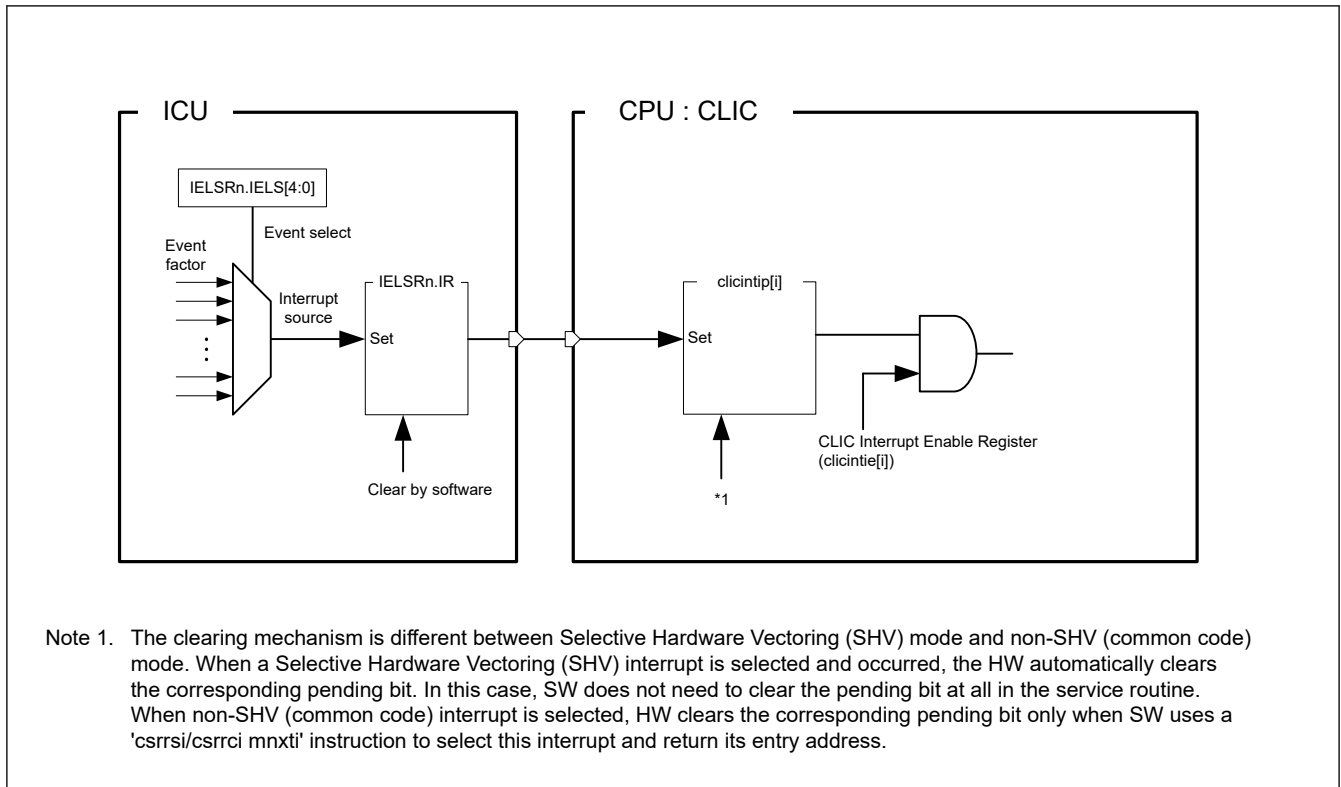 ICU
CPU : CLIC
IELSRn.IELS[4:0]
Event select
Event
factor
Interrupt
source
IELSRn.IR
Set
Clear by software
clicintip[i]
Set
*1
CLIC Interrupt Enable Register
(clicintie[i])
Note 1. The clearing mechanism is different between Selective Hardware Vectoring (SHV) mode and non-SHV (common code)
mode. When a Selective Hardware Vectoring (SHV) interrupt is selected and occurred, the HW automatically clears
the corresponding pending bit. In this case, SW does not need to clear the pending bit at all in the service routine.
When non-SHV (common code) interrupt is selected, HW clears the corresponding pending bit only when SW uses a
'csrrsi/csrrci mnxti' instruction to select this interrupt and return its entry address.